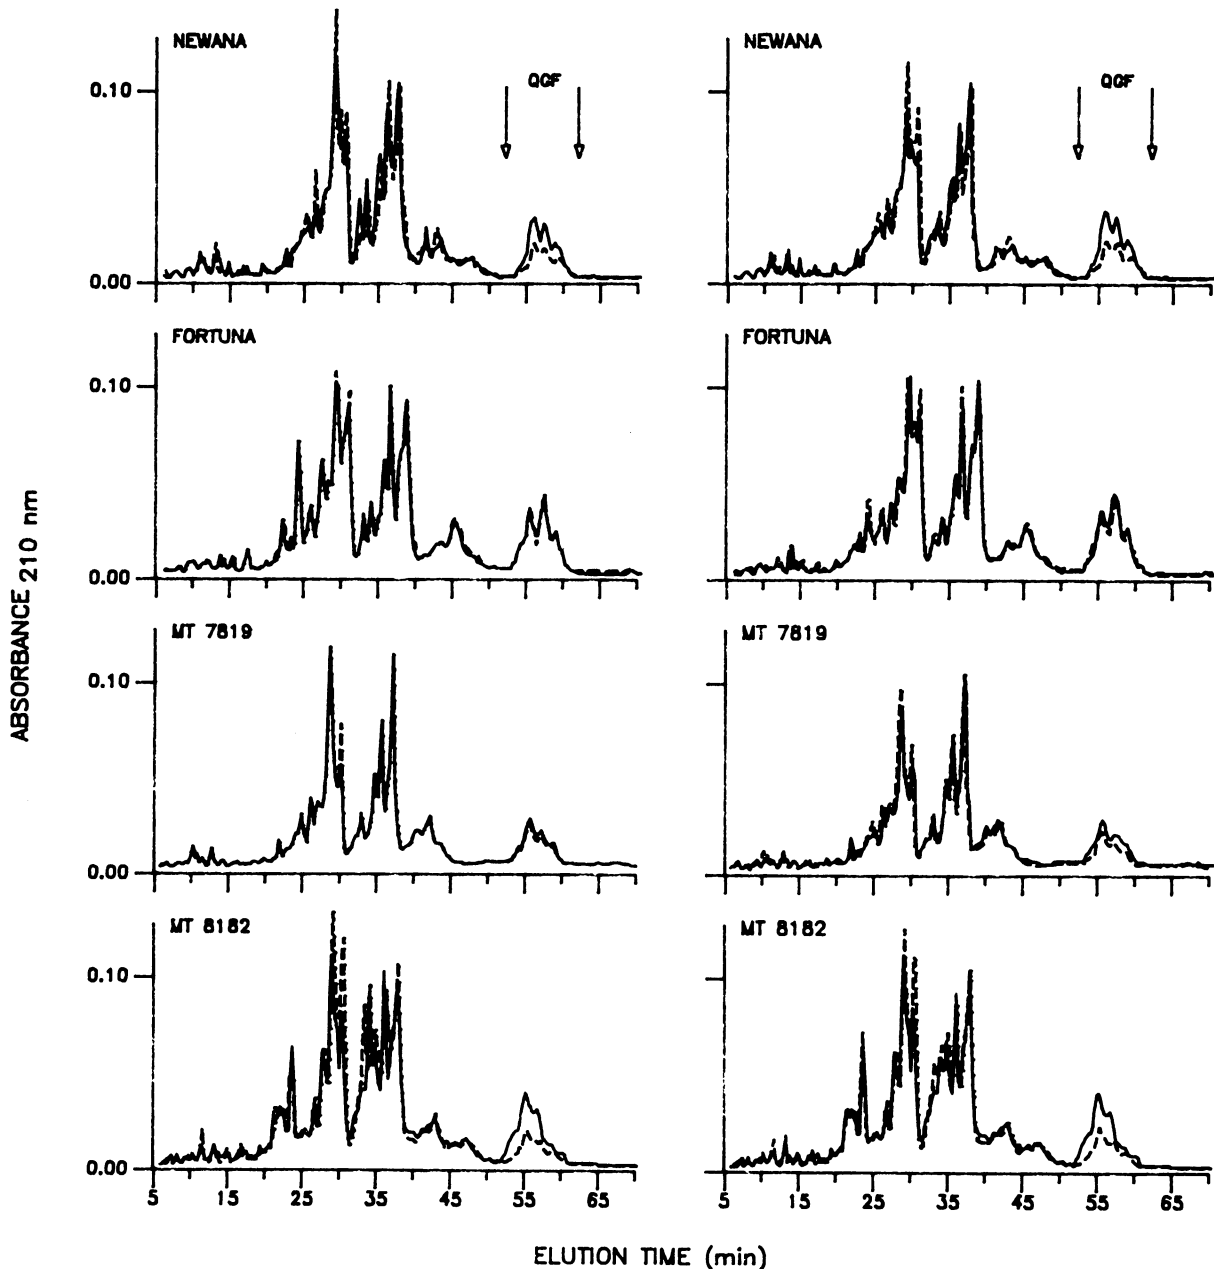 NEWANA
QGF
0.10
0.00
NEWANA
QGF
FORTUNA
0.10
0.00
FORTUNA
MT 7819
0.10
0.00
MT 7819
MT 8182
0.10
0.00
5 15 25 35 45 55 65
MT 8182
5 15 25 35 45 55 65
ABSORBANCE 210 nm
ELUTION TIME (min)